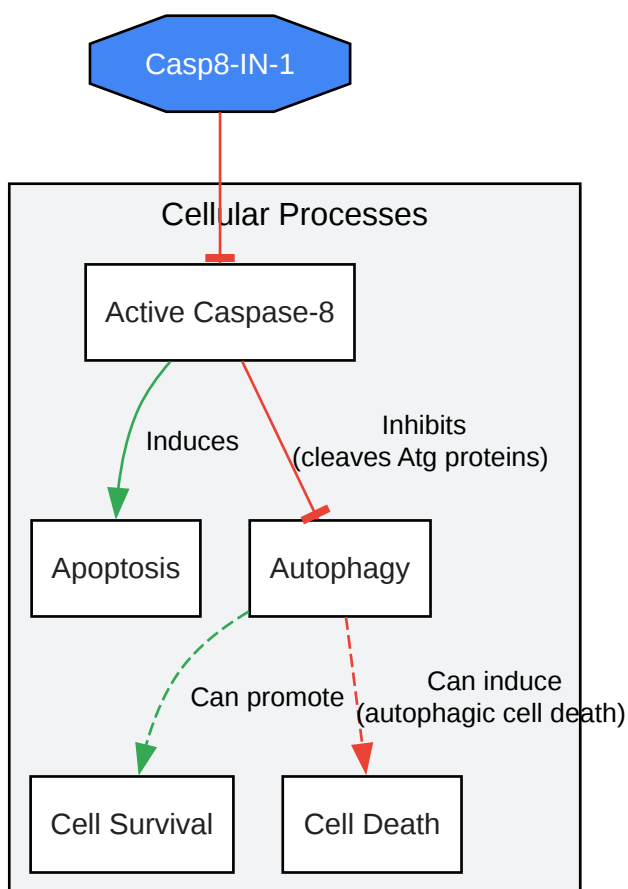 Casp8-IN-1
Cellular Processes
Active Caspase-8
Induces
Inhibits
(cleaves Atg proteins)
Apoptosis
Autophagy
Can promote
Can induce
(autophagic cell death)
Cell Survival
Cell Death